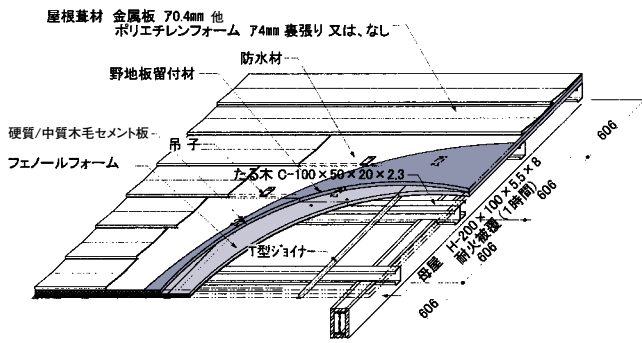 屋根葺材 金属板 ア0.4mm 他
ポリエチレンフォーム ア4mm 裏張り 又は、なし
防水材
野地板留付材
硬質/中質木毛セメント板
吊 子
フェノールフォーム
たる木 C-100×50×20×2.3
T型ジョイナー
母屋 H-200×100×5.5×8
耐火被覆(1時間)
606
606
606
606